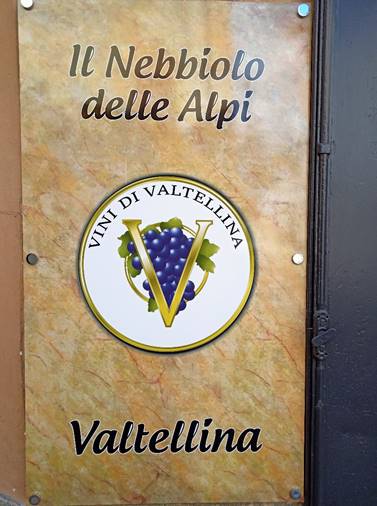 Il Nebbiolo
delle Alpi
VINI DI VALTELLINA
V
Valtellina